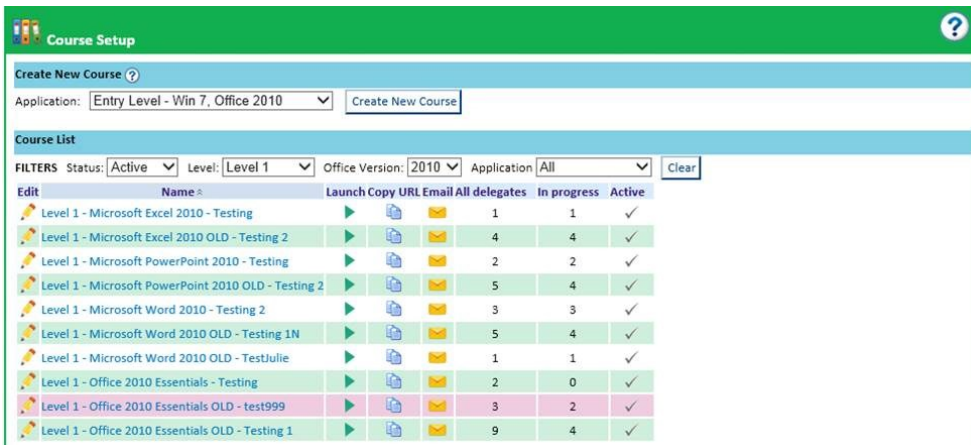 Course Setup
Create New Course
Application: Entry Level - Win 7, Office 2010 Create New Course
Course List
FILTERS Status: Active Level: Level 1 Office Version: 2010 Application All Clear
Edit Name Launch Copy URL Email All delegates In progress Active
Level 1 - Microsoft Excel 2010 - Testing 1 1
Level 1 - Microsoft Excel 2010 OLD - Testing 2 4 4
Level 1 - Microsoft PowerPoint 2010 - Testing 2 2
Level 1 - Microsoft PowerPoint 2010 OLD - Testing 2 5 4
Level 1 - Microsoft Word 2010 - Testing 2 3 3
Level 1 - Microsoft Word 2010 OLD - Testing 1N 5 4
Level 1 - Microsoft Word 2010 OLD - TestJulie 1 1
Level 1 - Office 2010 Essentials - Testing 2 0
Level 1 - Office 2010 Essentials OLD - test999 3 2
Level 1 - Office 2010 Essentials OLD - Testing 1 9 4